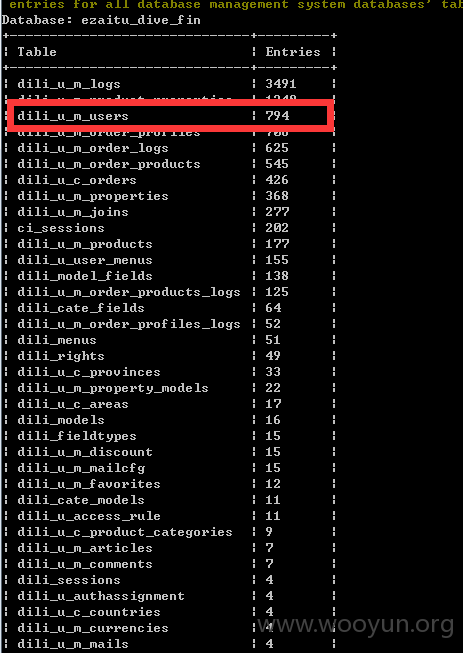 entries for all database management system databases' tab
Database: ezaitu_dive_fin
+------------------------------+---------+
| Table | Entries |
+------------------------------+---------+
| dili_u_m_logs | 3491 |
| dili_u_m_product_properties | 1248 |
| dili_u_m_users | 794 |
| dili_u_m_order_profiles | 708 |
| dili_u_m_order_logs | 625 |
| dili_u_m_order_products | 545 |
| dili_u_c_orders | 426 |
| dili_u_m_properties | 368 |
| dili_u_m_joins | 277 |
| ci_sessions | 202 |
| dili_u_m_products | 177 |
| dili_u_user_menus | 155 |
| dili_model_fields | 138 |
| dili_u_m_order_products_logs | 125 |
| dili_cate_fields | 64 |
| dili_u_m_order_profiles_logs | 52 |
| dili_menus | 51 |
| dili_rights | 49 |
| dili_u_c_provinces | 33 |
| dili_u_m_property_models | 22 |
| dili_u_c_areas | 17 |
| dili_models | 16 |
| dili_fieldtypes | 15 |
| dili_u_m_discount | 15 |
| dili_u_m_mailcfg | 15 |
| dili_u_m_favorites | 12 |
| dili_cate_models | 11 |
| dili_u_access_rule | 11 |
| dili_u_c_product_categories | 9 |
| dili_u_m_articles | 7 |
| dili_u_m_comments | 7 |
| dili_sessions | 4 |
| dili_u_authassignment | 4 |
| dili_u_c_countries | 4 |
| dili_u_m_currencies | 4 |
| dili_u_m_mails | 4 |
www.wooyun.org